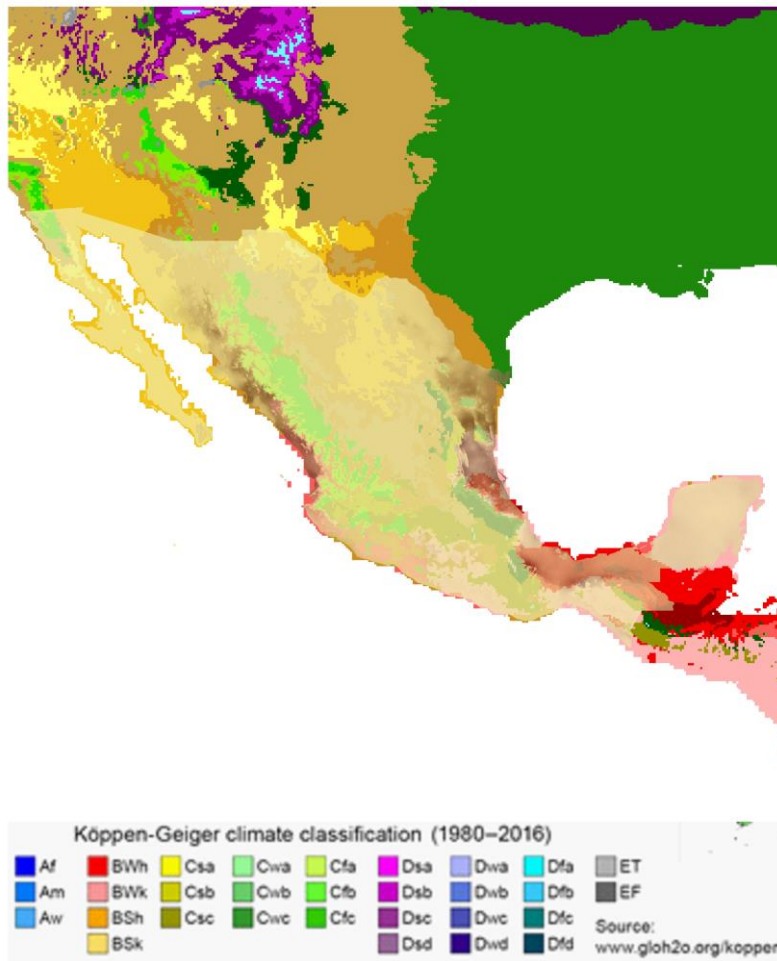 Köppen-Geiger climate classification (1980–2016)
Af BWh Csa Cwa Cfa Dsa Dwa Dfa ET
Am BWk Csb Cwb Cfb Dsb Dwb Dfb EF
Aw BSh Csc Cwc Cfc Dsc Dwc Dfc
BSk Dsd Dwd Dfd
Source:
www.gloh2o.org/koppen